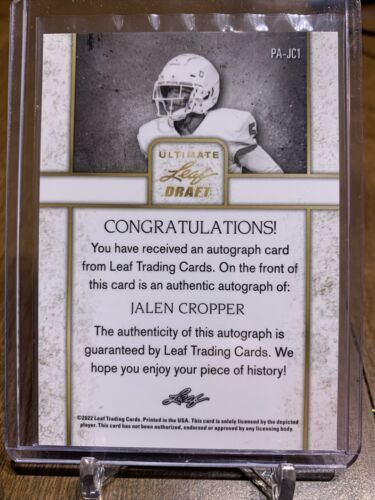 PA-JC1
ULTIMATE
Leaf
DRAFT
CONGRATULATIONS!
You have received an autograph card
from Leaf Trading Cards. On the front of
this card is an authentic autograph of:
JALEN CROPPER
The authenticity of this autograph is
guaranteed by Leaf Trading Cards. We
hope you enjoy your piece of history!
Leaf
©2022 Leaf Trading Cards. Printed in the USA. This card is solely licensed by the depicted
player. This card has not been authorized, endorsed or approved by any licensing body.